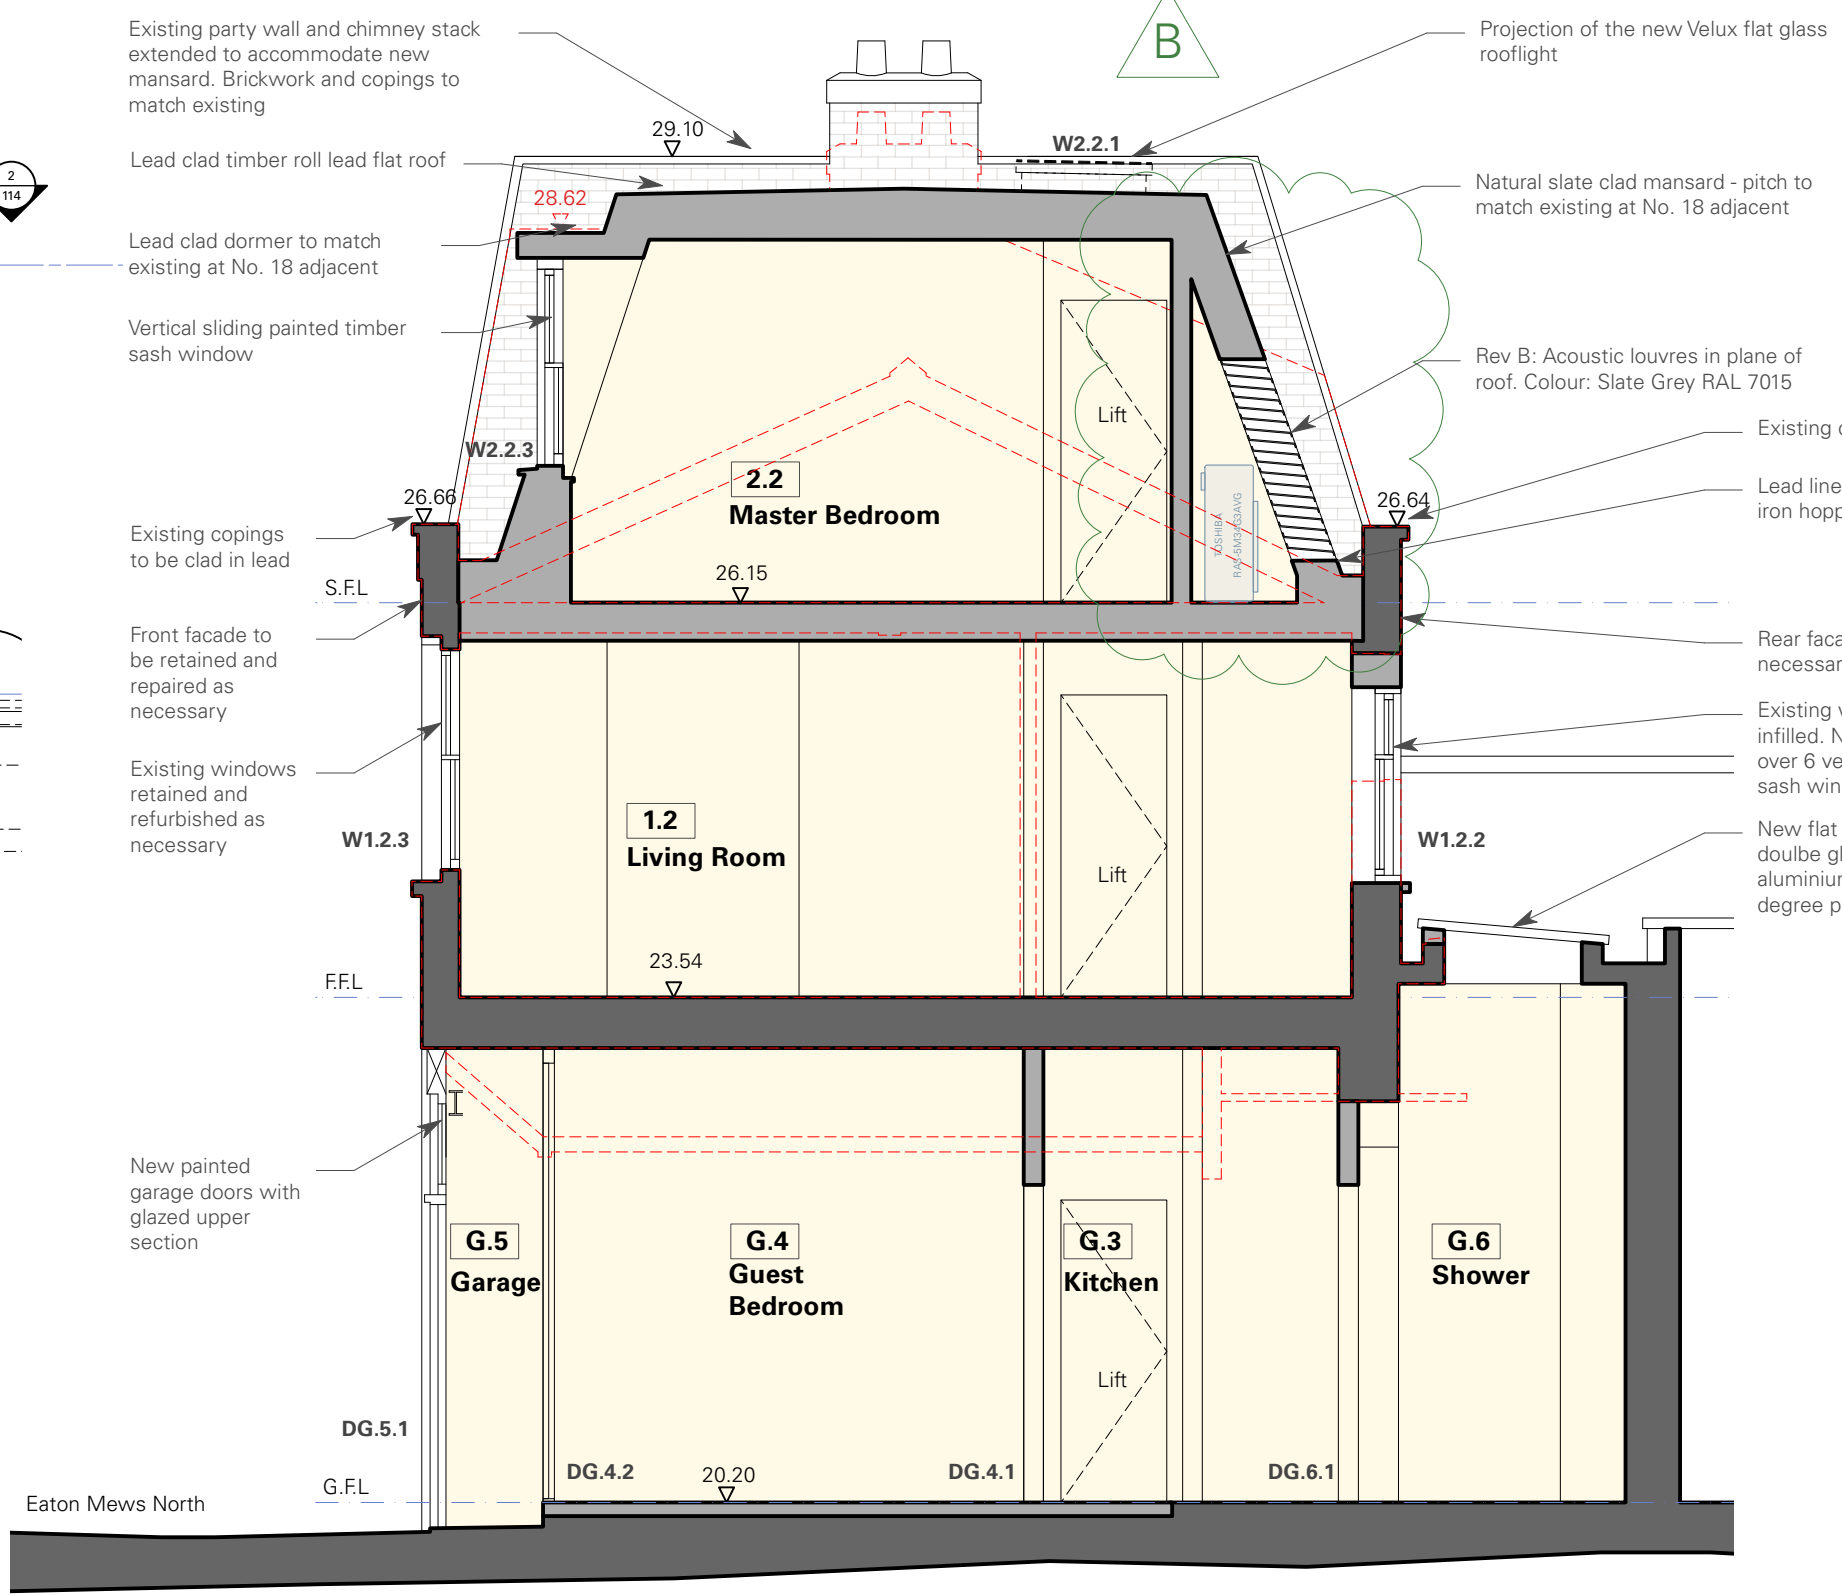 Existing party wall and chimney stack
extended to accommodate new
mansard. Brickwork and copings to
match existing
B
Projection of the new Velux flat glass
rooflight
29.10
W2.2.1
Lead clad timber roll lead flat roof
2
114
28.62
Natural slate clad mansard - pitch to
match existing at No. 18 adjacent
Lead clad dormer to match
existing at No. 18 adjacent
Vertical sliding painted timber
sash window
Rev B: Acoustic louvres in plane of
roof. Colour: Slate Grey RAL 7015
Lift
Existing
W2.2.3
2.2
Master Bedroom
26.66
26.64
Lead line
iron hopp
TOSHIBA
RAS-5M34G3AVG
Existing copings
to be clad in lead
26.15
S.F.L
Front facade to
be retained and
repaired as
necessary
Rear faca
necessar
Existing windows
retained and
refurbished as
necessary
Existing
infilled. N
over 6 ve
sash win
W1.2.3
1.2
Living Room
Lift
W1.2.2
New flat
doulbe gl
aluminiur
degree p
23.54
F.F.L
New painted
garage doors with
glazed upper
section
G.5
Garage
G.4
Guest
Bedroom
G.3
Kitchen
G.6
Shower
Lift
DG.5.1
DG.4.2
20.20
DG.4.1
DG.6.1
G.F.L
Eaton Mews North